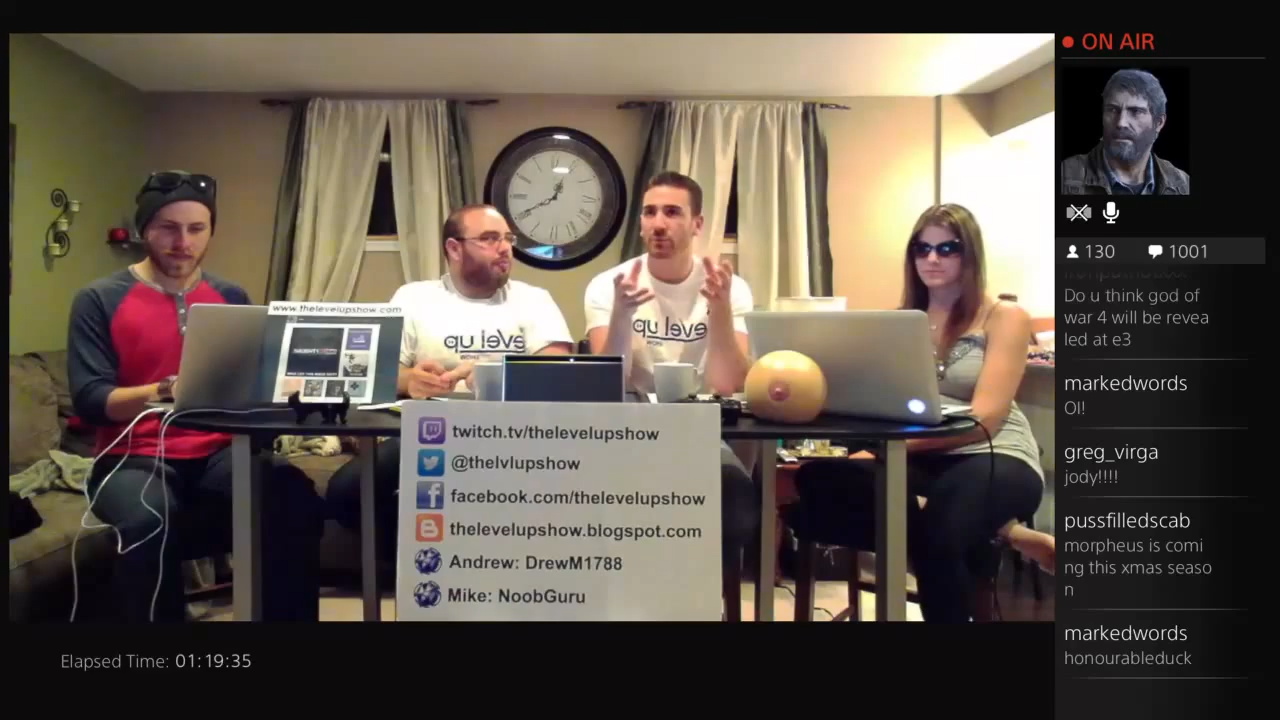 ON AIR
130 1001
Do u think god of
war 4 will be revea
led at e3
markedwords
OI!
greg_virga
jody!!!!
pussfilledscab
morpheus is comi
ng this xmas seaso
n
markedwords
honourableduck
www.thelevelupshow.com
level up
level up
twitch.tv/thelevelupshow
@thelvlupshow
facebook.com/thelevelupshow
thelevelupshow.blogspot.com
Andrew: DrewM1788
Mike: NoobGuru
Elapsed Time: 01:19:35